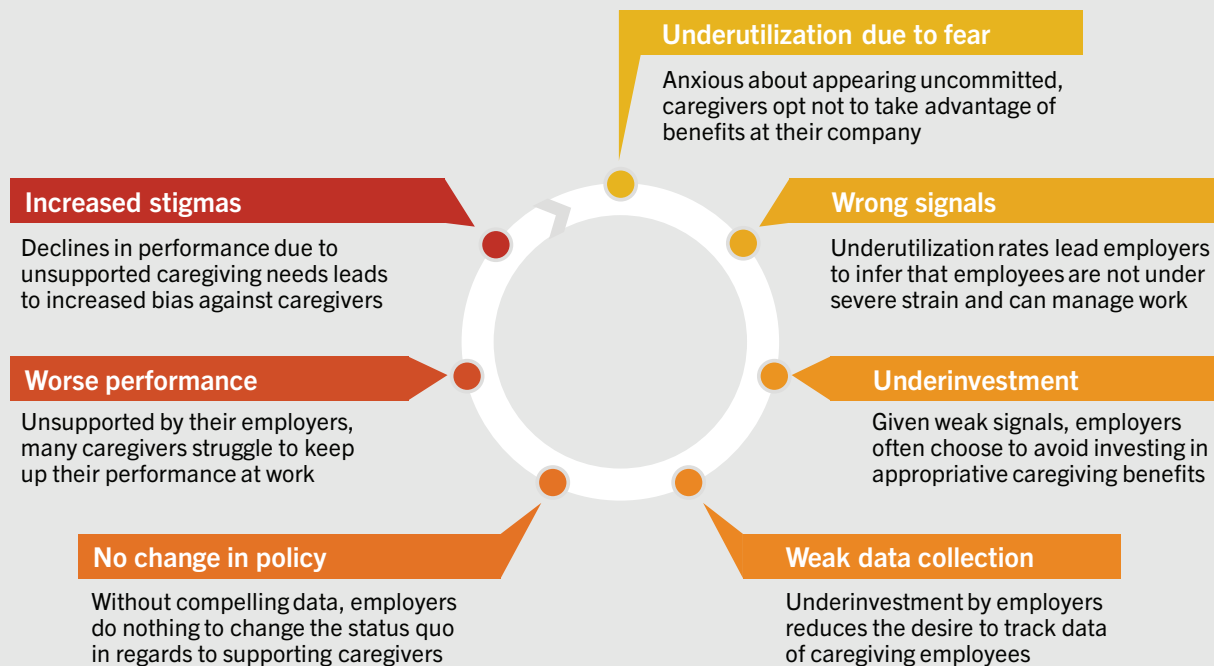 Underutilization due to fear
Anxious about appearing uncommitted,
caregivers opt not to take advantage of
benefits at their company
Wrong signals
Underutilization rates lead employers
to infer that employees are not under
severe strain and can manage work
Underinvestment
Given weak signals, employers
often choose to avoid investing in
appropriative caregiving benefits
Weak data collection
Underinvestment by employers
reduces the desire to track data
of caregiving employees
No change in policy
Without compelling data, employers
do nothing to change the status quo
in regards to supporting caregivers
Worse performance
Unsupported by their employers,
many caregivers struggle to keep
up their performance at work
Increased stigmas
Declines in performance due to
unsupported caregiving needs leads
to increased bias against caregivers